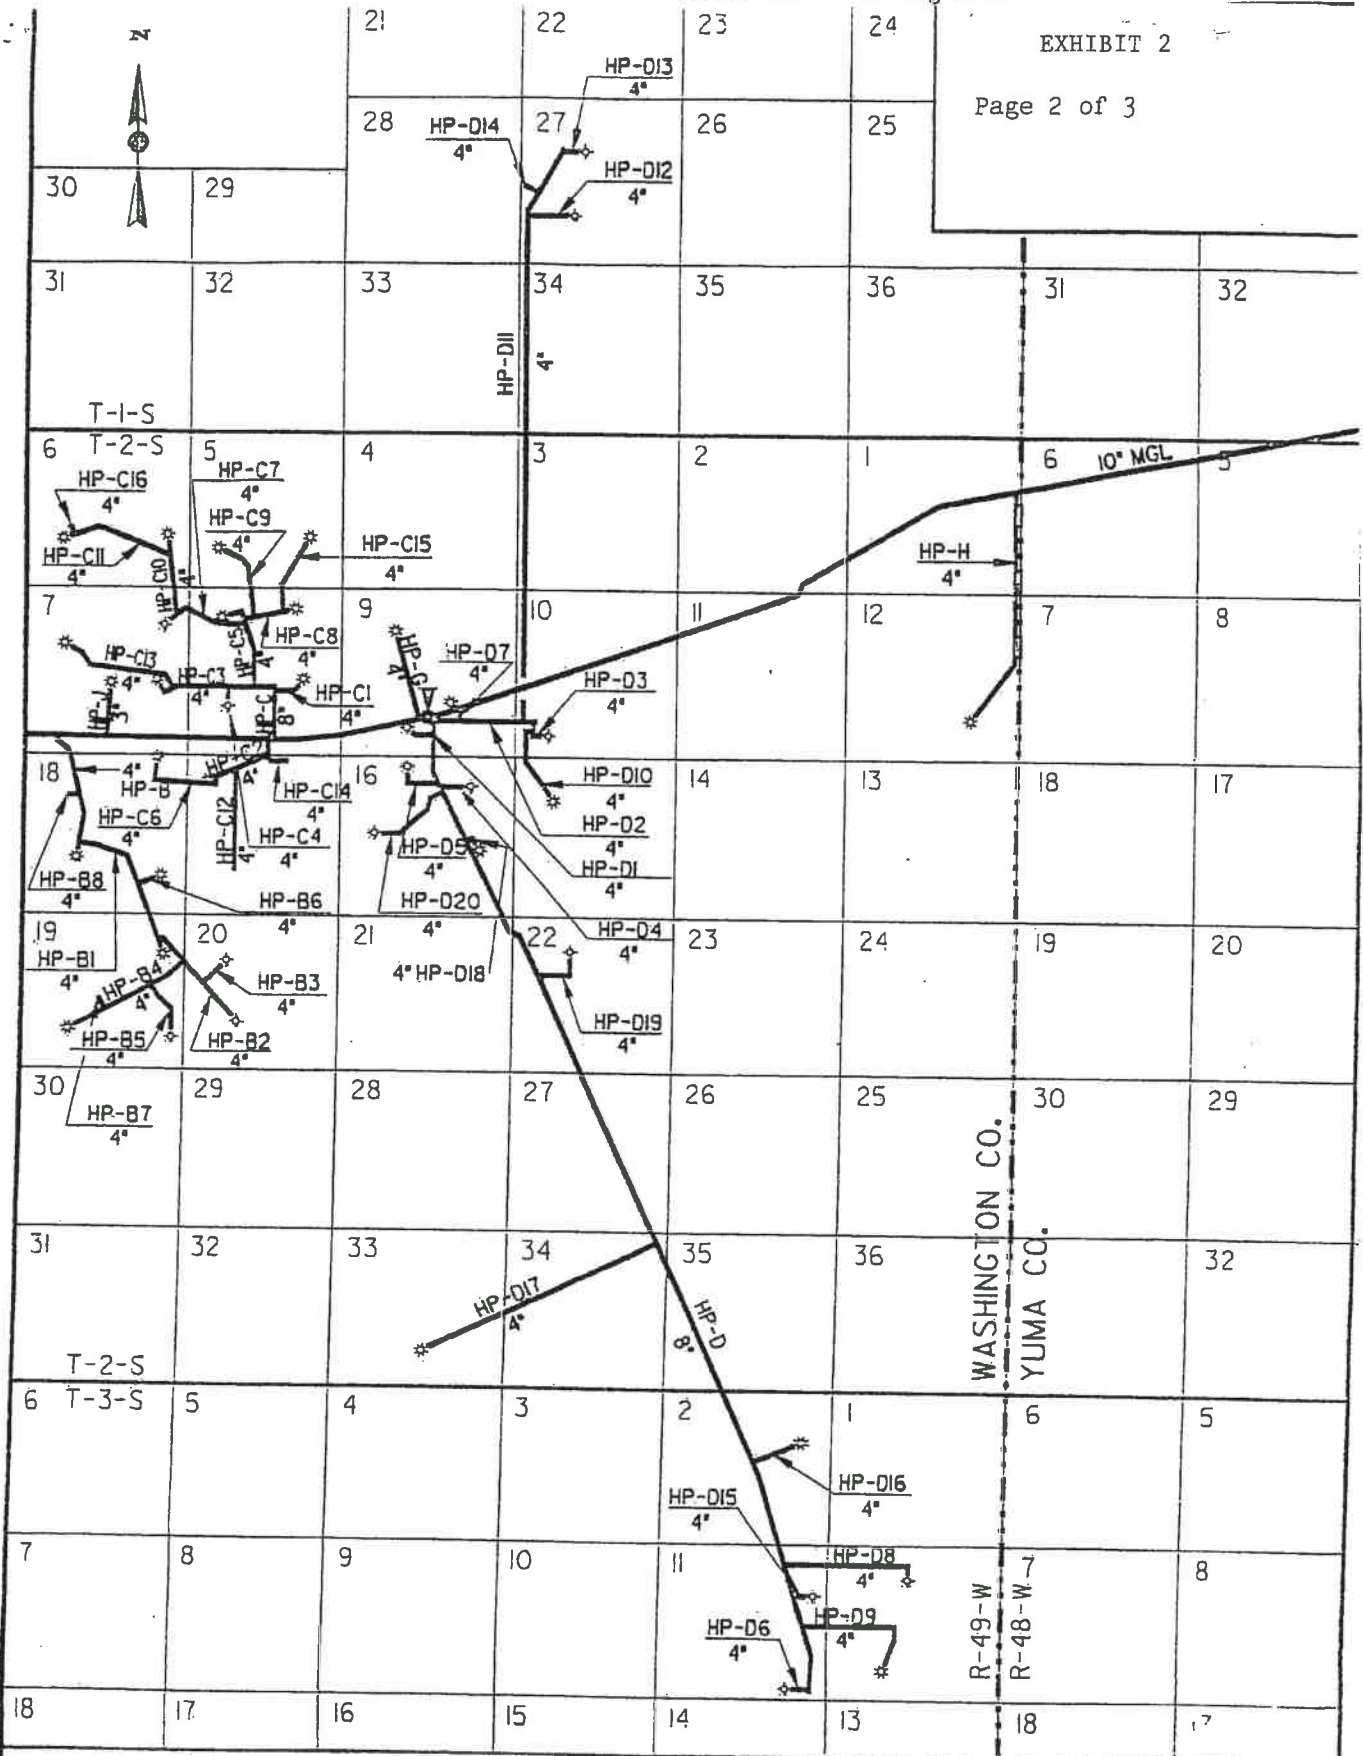 EXHIBIT 2
Page 2 of 3
N
21 22 23 24
HP-D13
4"
28 27 26 25
HP-D14
4"
HP-D12
4"
30 29
31 32 33 34 35 36 31 32
HP-D11
4"
T-1-S
T-2-S
6 5 4 3 2 1 6 5
10" MGL
HP-C16
4"
HP-C7
4"
HP-C9
4"
HP-C15
4"
HP-C11
4"
HP-C10
4"
HP-H
4"
7 9 10 11 12 7 8
HP-C8
4"
HP-C5
4"
HP-C13
4"
HP-C3
4"
HP-G
4"
HP-D7
4"
HP-D3
4"
HP-J
3"
HP-C
8"
HP-C1
4"
18 16 14 13 18 17
4"
HP-B
HP-C2
4"
HP-C14
4"
HP-D10
4"
HP-C6
4"
HP-C12
4"
HP-C4
4"
HP-D5
4"
HP-D2
4"
HP-D1
4"
HP-B8
4"
HP-B6
4"
HP-D20
4"
HP-D4
4"
19 20 21 22 23 24 19 20
HP-B1
4"
HP-B4
4"
HP-B3
4"
4" HP-D18
HP-D19
4"
HP-B5
4"
HP-B2
4"
30 29 28 27 26 25 30 29
HP-B7
4"
WASHINGTON CO.
YUMA CO.
31 32 33 34 35 36 32
HP-D17
4"
HP-D
8"
T-2-S
T-3-S
6 5 4 3 2 1 6 5
HP-D16
4"
HP-D15
4"
7 8 9 10 11 7 8
HP-D8
4"
HP-D9
4"
HP-D6
4"
R-49-W
R-48-W
18 17 16 15 14 13 18 17